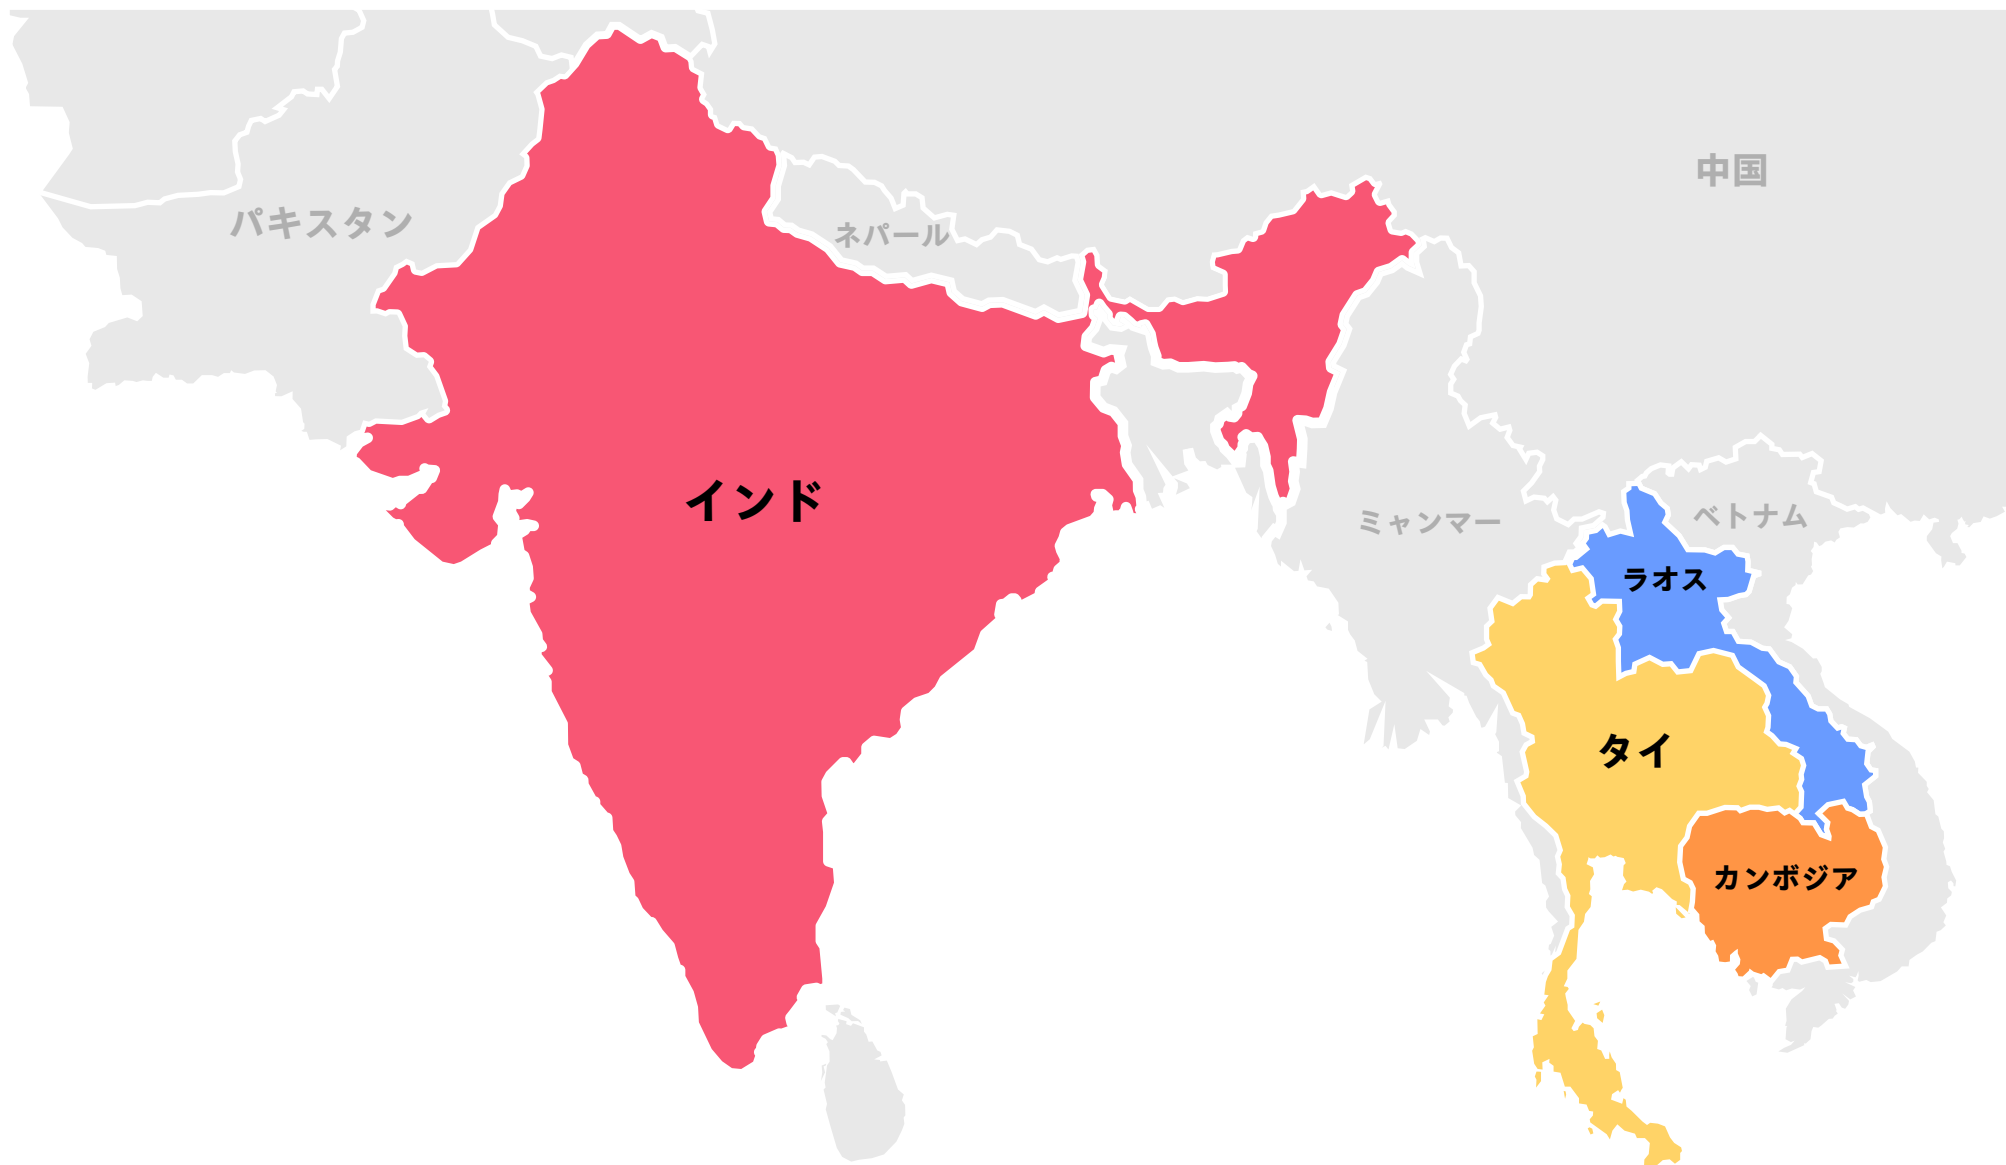 中国
パキスタン
ネパール
インド
ミャンマー
ベトナム
ラオス
タイ
カンボジア